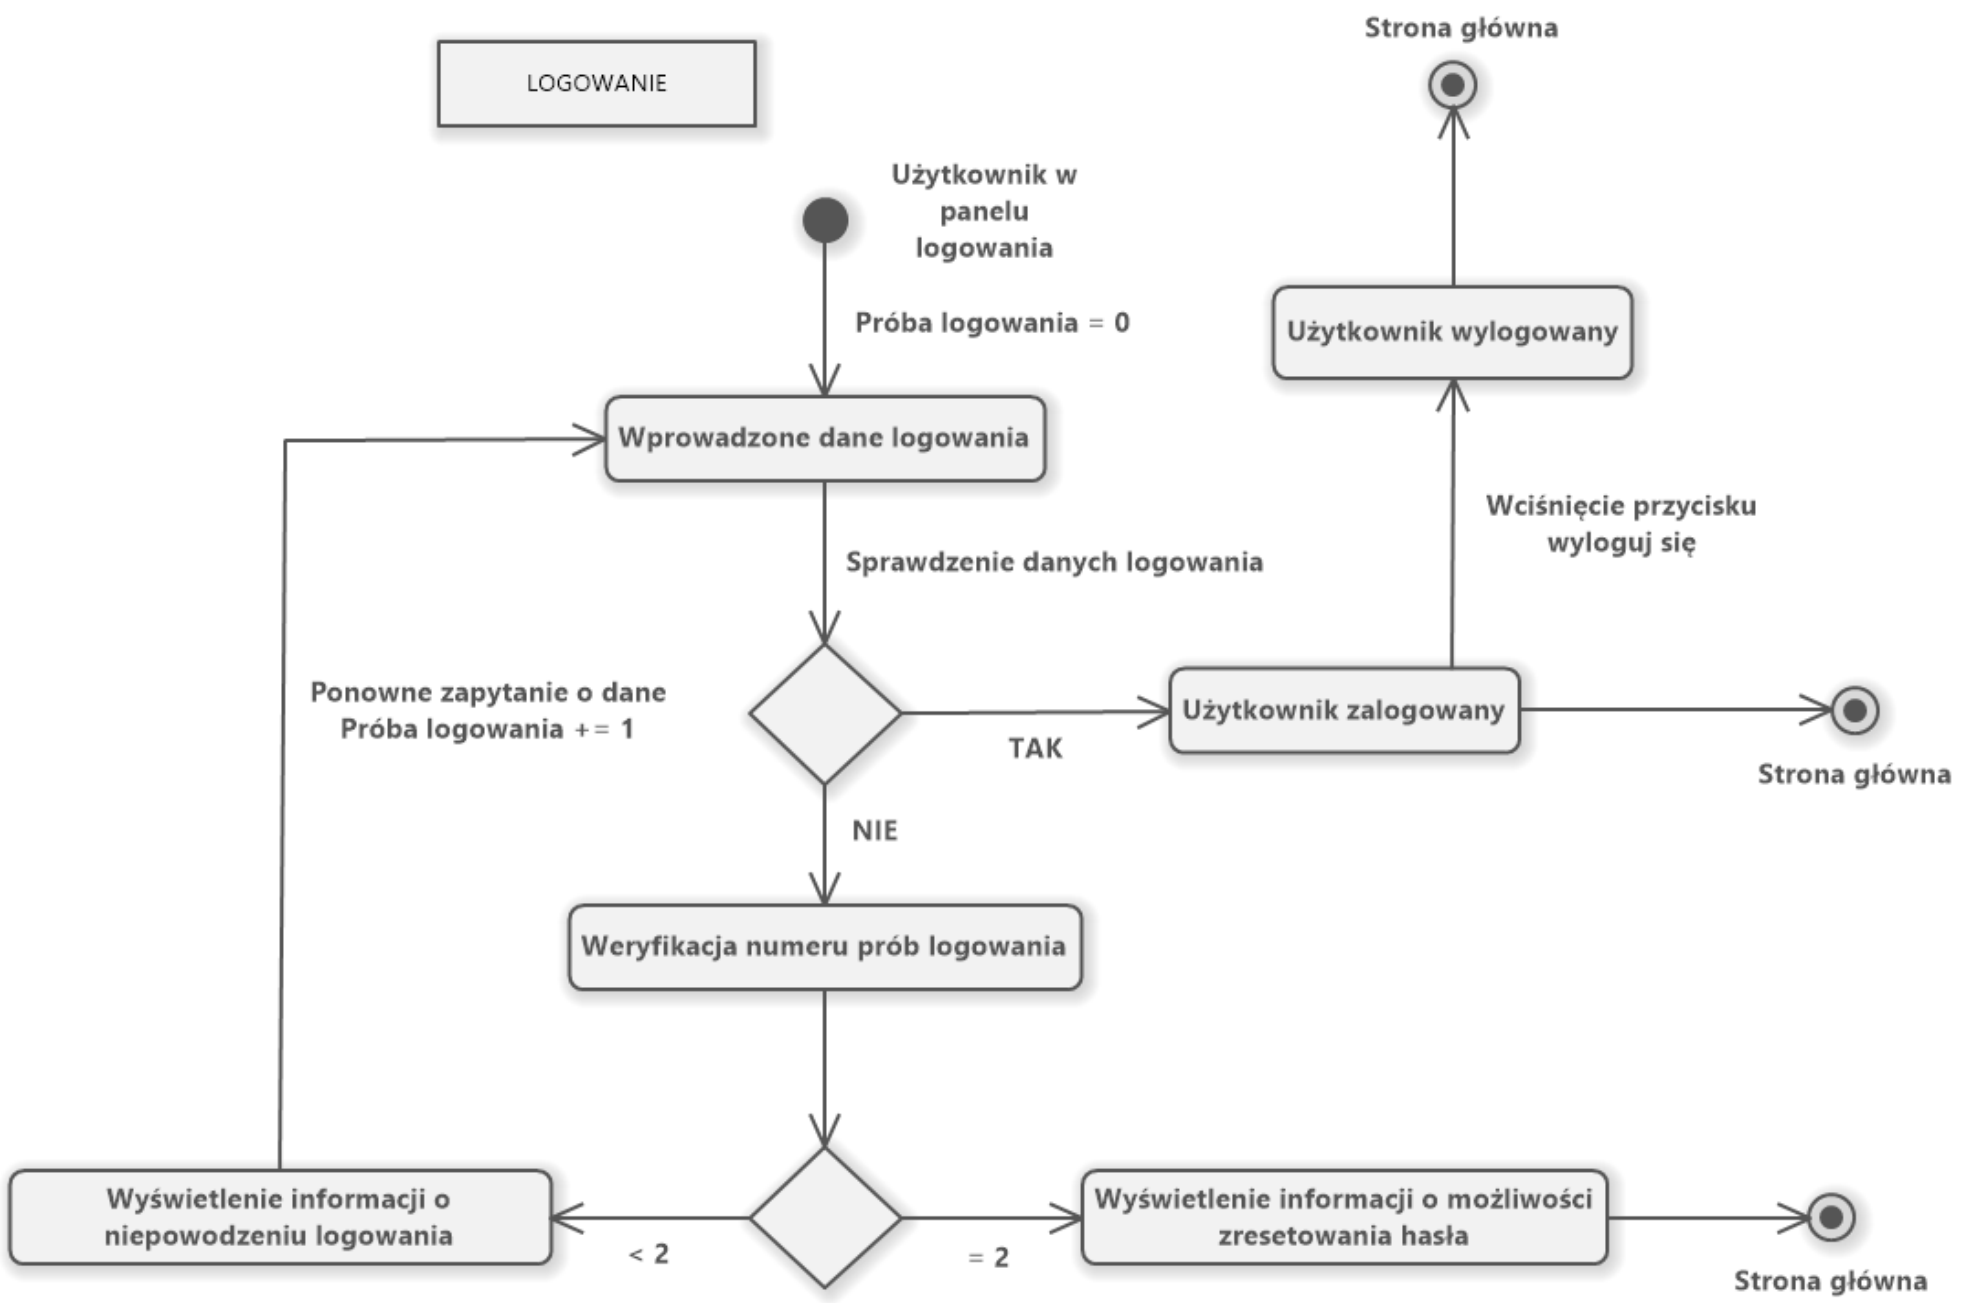 Strona główna
LOGOWANIE
Użytkownik w
panelu
logowania
Próba logowania = 0
Użytkownik wylogowany
Wprowadzone dane logowania
Wciśnięcie przycisku
wyloguj się
Sprawdzenie danych logowania
Ponowne zapytanie o dane
Próba logowania += 1
Użytkownik zalogowany
TAK
Strona główna
NIE
Weryfikacja numeru prób logowania
Wyświetlenie informacji o
niepowodzeniu logowania
< 2
= 2
Wyświetlenie informacji o możliwości
zresetowania hasła
Strona główna